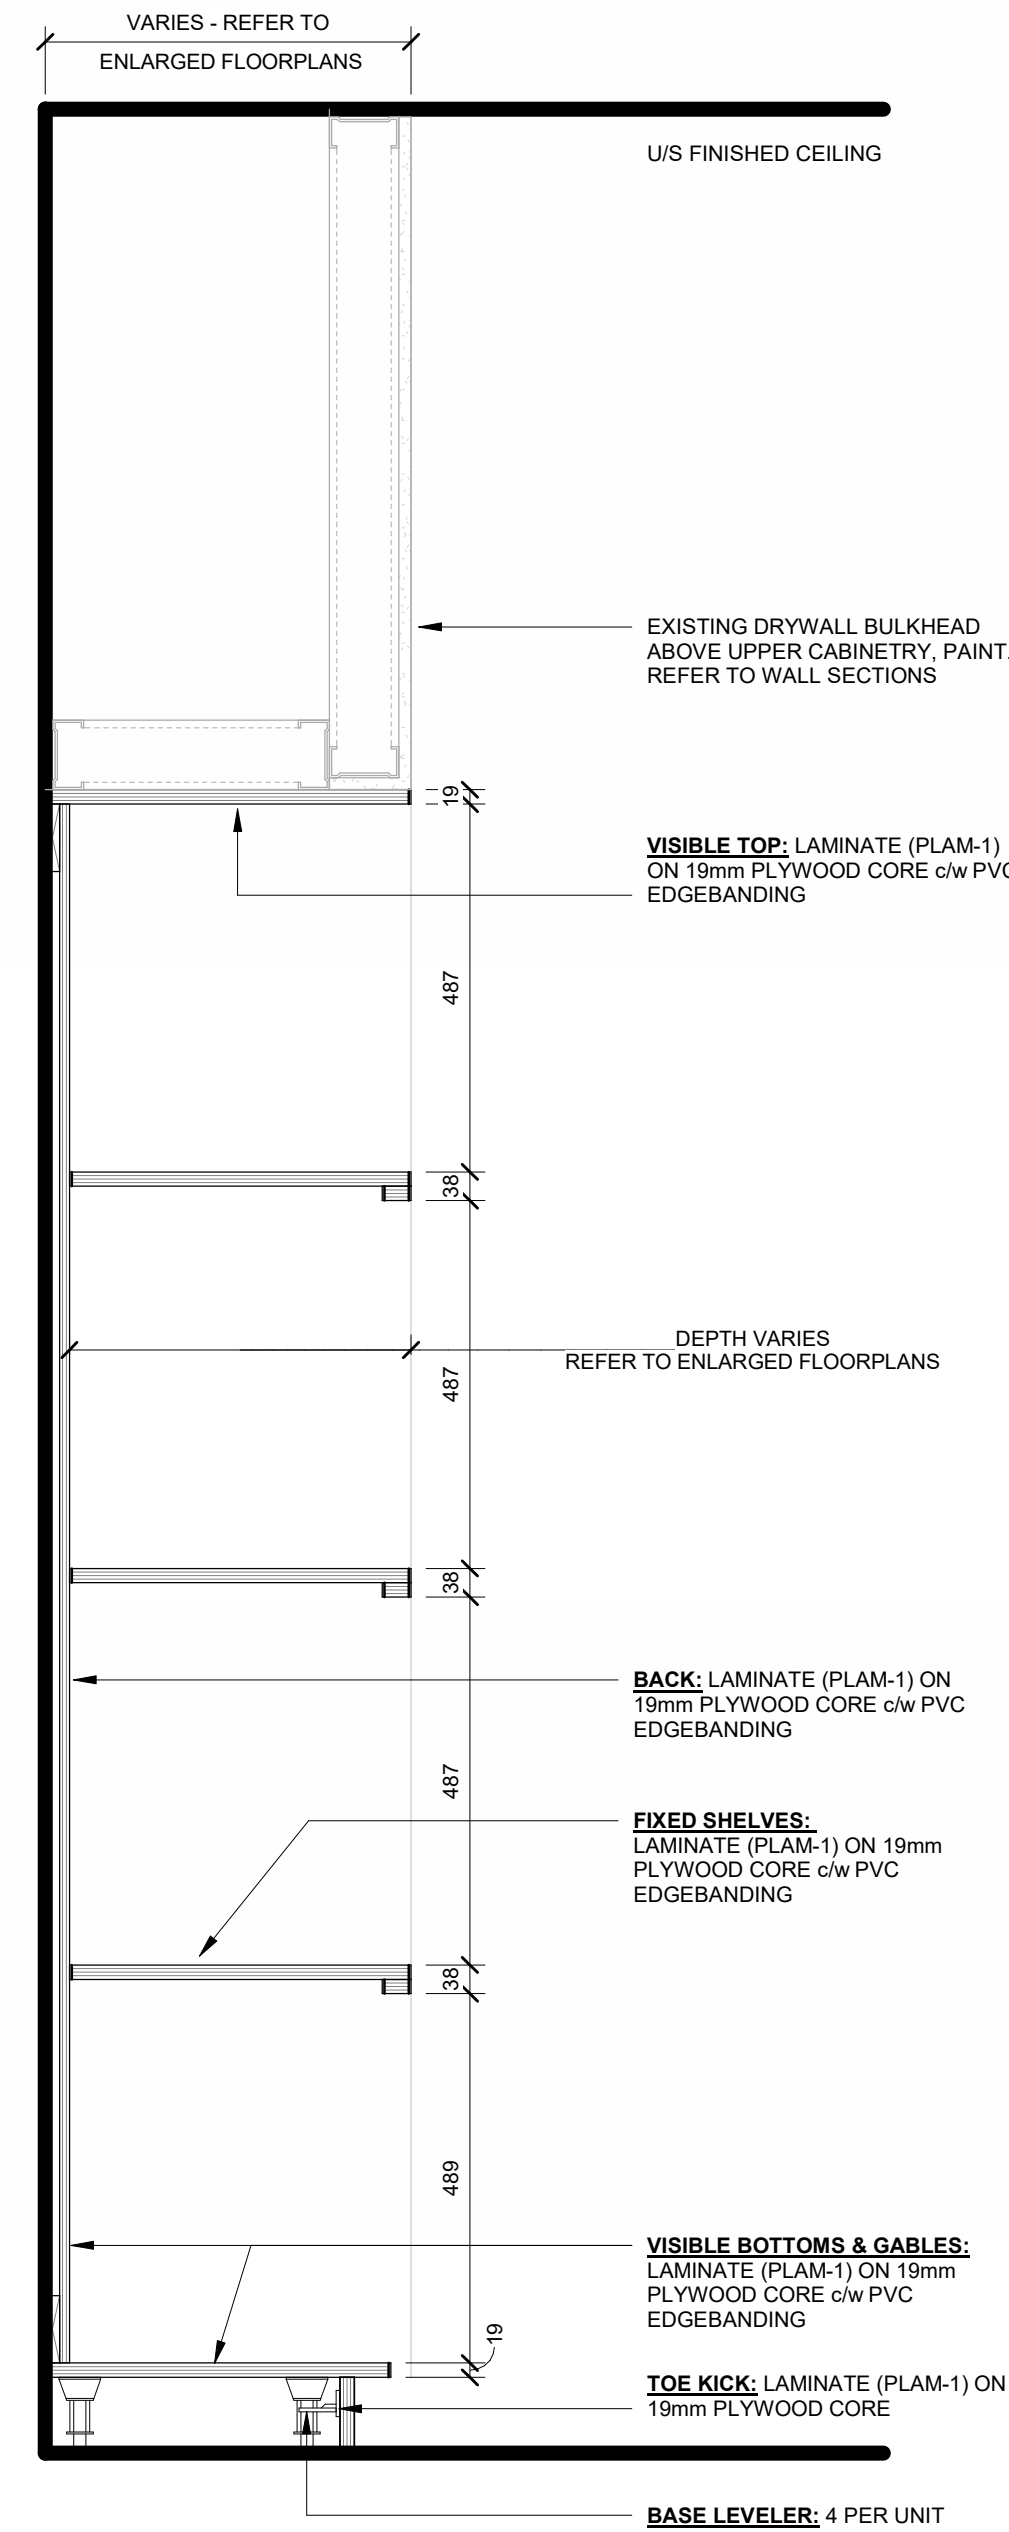 VARIES - REFER TO
ENLARGED FLOORPLANS
U/S FINISHED CEILING
EXISTING DRYWALL BULKHEAD
ABOVE UPPER CABINETRY, PAINT.
REFER TO WALL SECTIONS
19
VISIBLE TOP: LAMINATE (PLAM-1)
ON 19mm PLYWOOD CORE c/w PVC
EDGEBANDING
487
38
DEPTH VARIES
REFER TO ENLARGED FLOORPLANS
487
38
BACK: LAMINATE (PLAM-1) ON
19mm PLYWOOD CORE c/w PVC
EDGEBANDING
487
FIXED SHELVES:
LAMINATE (PLAM-1) ON 19mm
PLYWOOD CORE c/w PVC
EDGEBANDING
38
489
VISIBLE BOTTOMS & GABLES:
LAMINATE (PLAM-1) ON 19mm
PLYWOOD CORE c/w PVC
EDGEBANDING
19
TOE KICK: LAMINATE (PLAM-1) ON
19mm PLYWOOD CORE
BASE LEVELER: 4 PER UNIT